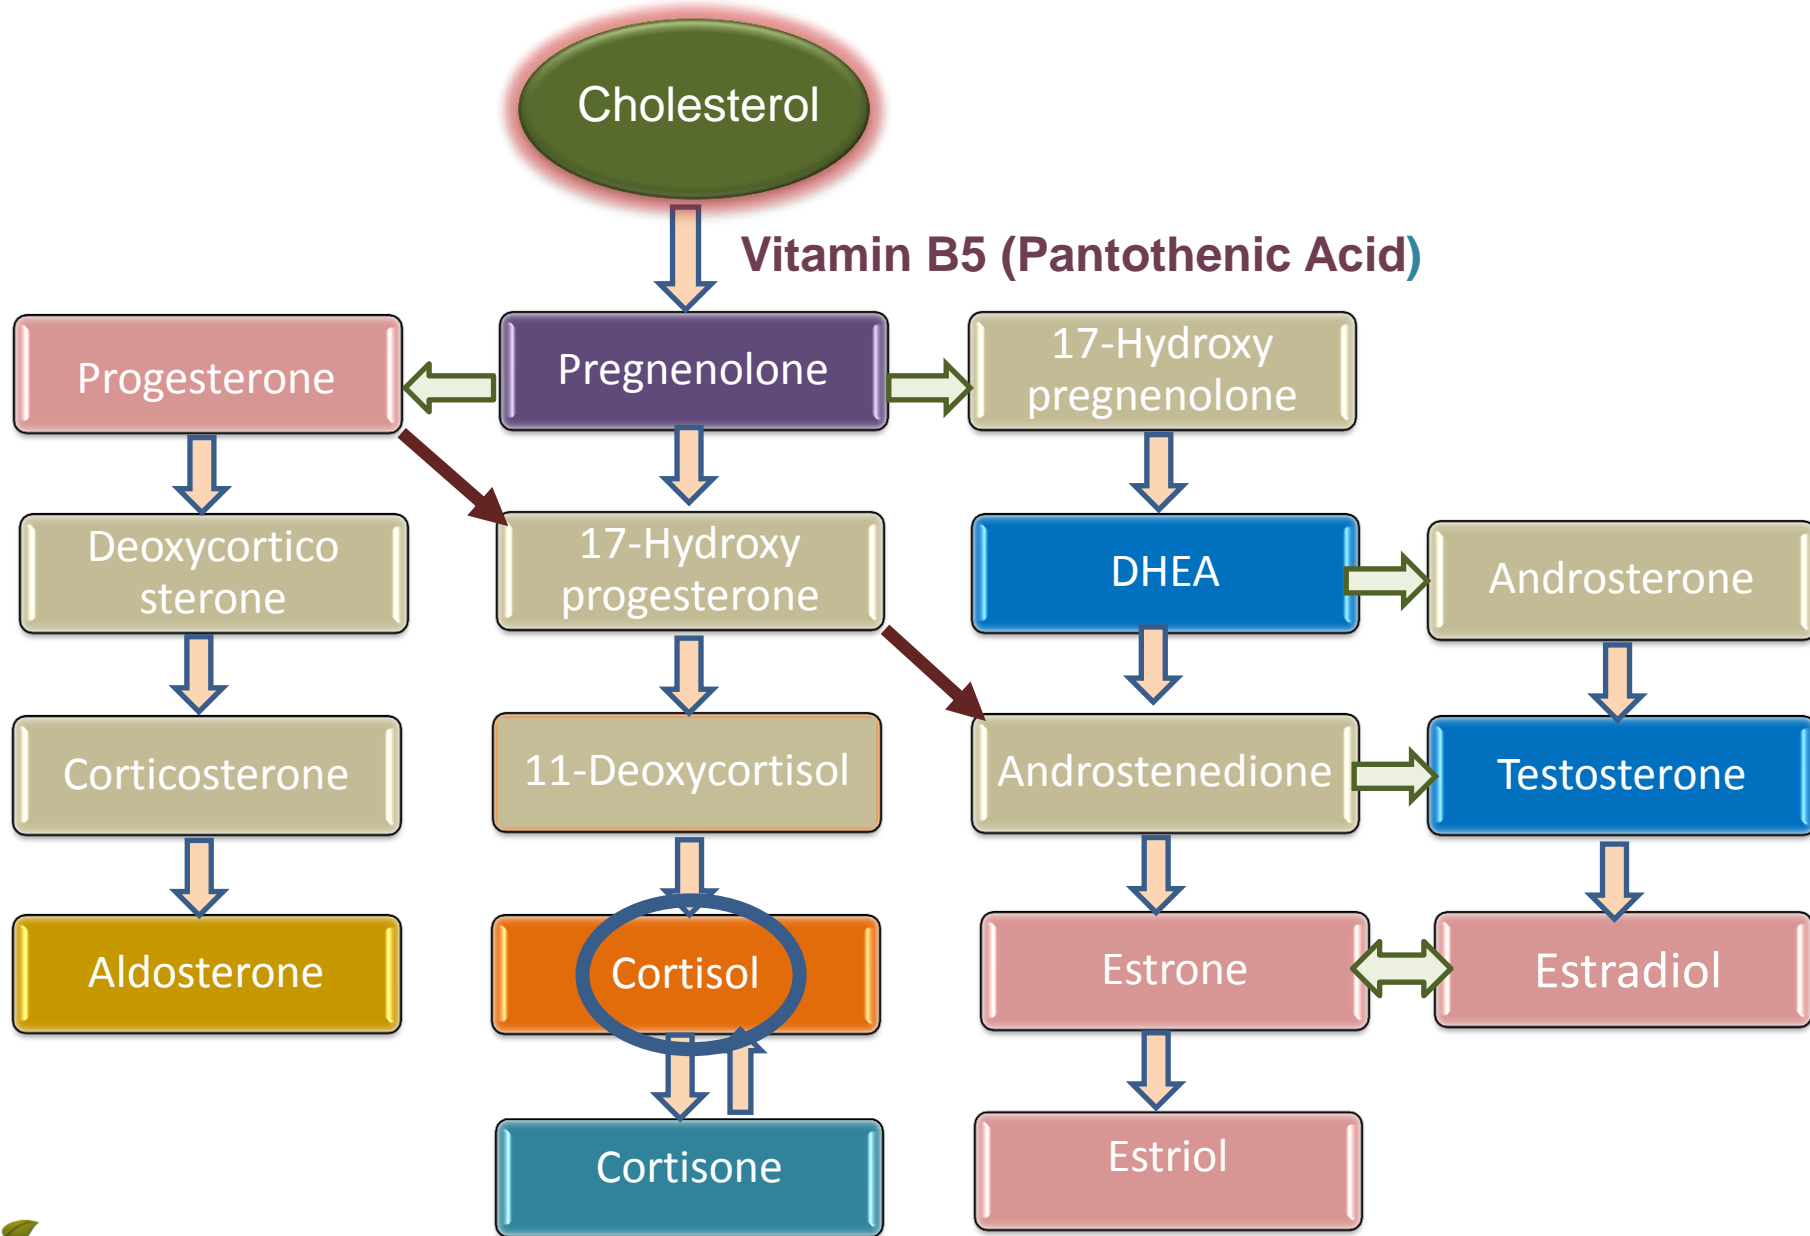 Cholesterol
Vitamin B5 (Pantothenic Acid)
Progesterone
Pregnenolone
17-Hydroxy
pregnenolone
Deoxycortico
sterone
17-Hydroxy
progesterone
DHEA
Androsterone
Corticosterone
11-Deoxycortisol
Androstenedione
Testosterone
Aldosterone
Cortisol
Estrone
Estradiol
Cortisone
Estriol